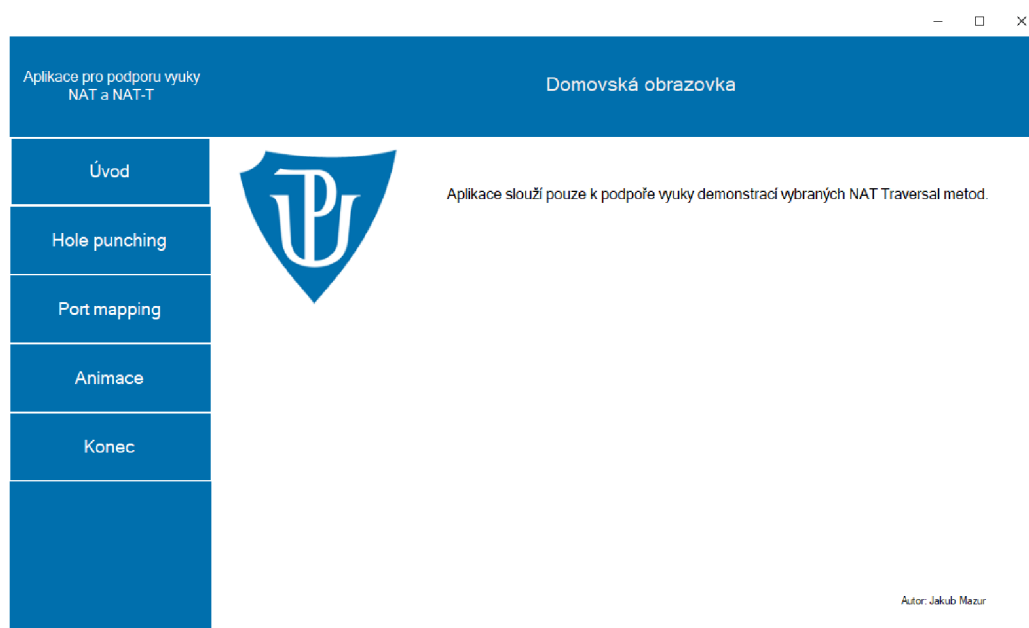 Aplikace pro podporu vyuky
NAT a NAT-T
Domovská obrazovka
Úvod
Hole punching
Port mapping
Animace
Konec
UP
Aplikace slouží pouze k podpoře vyuky demonstrací vybraných NAT Traversal metod.
Autor: Jakub Mazur